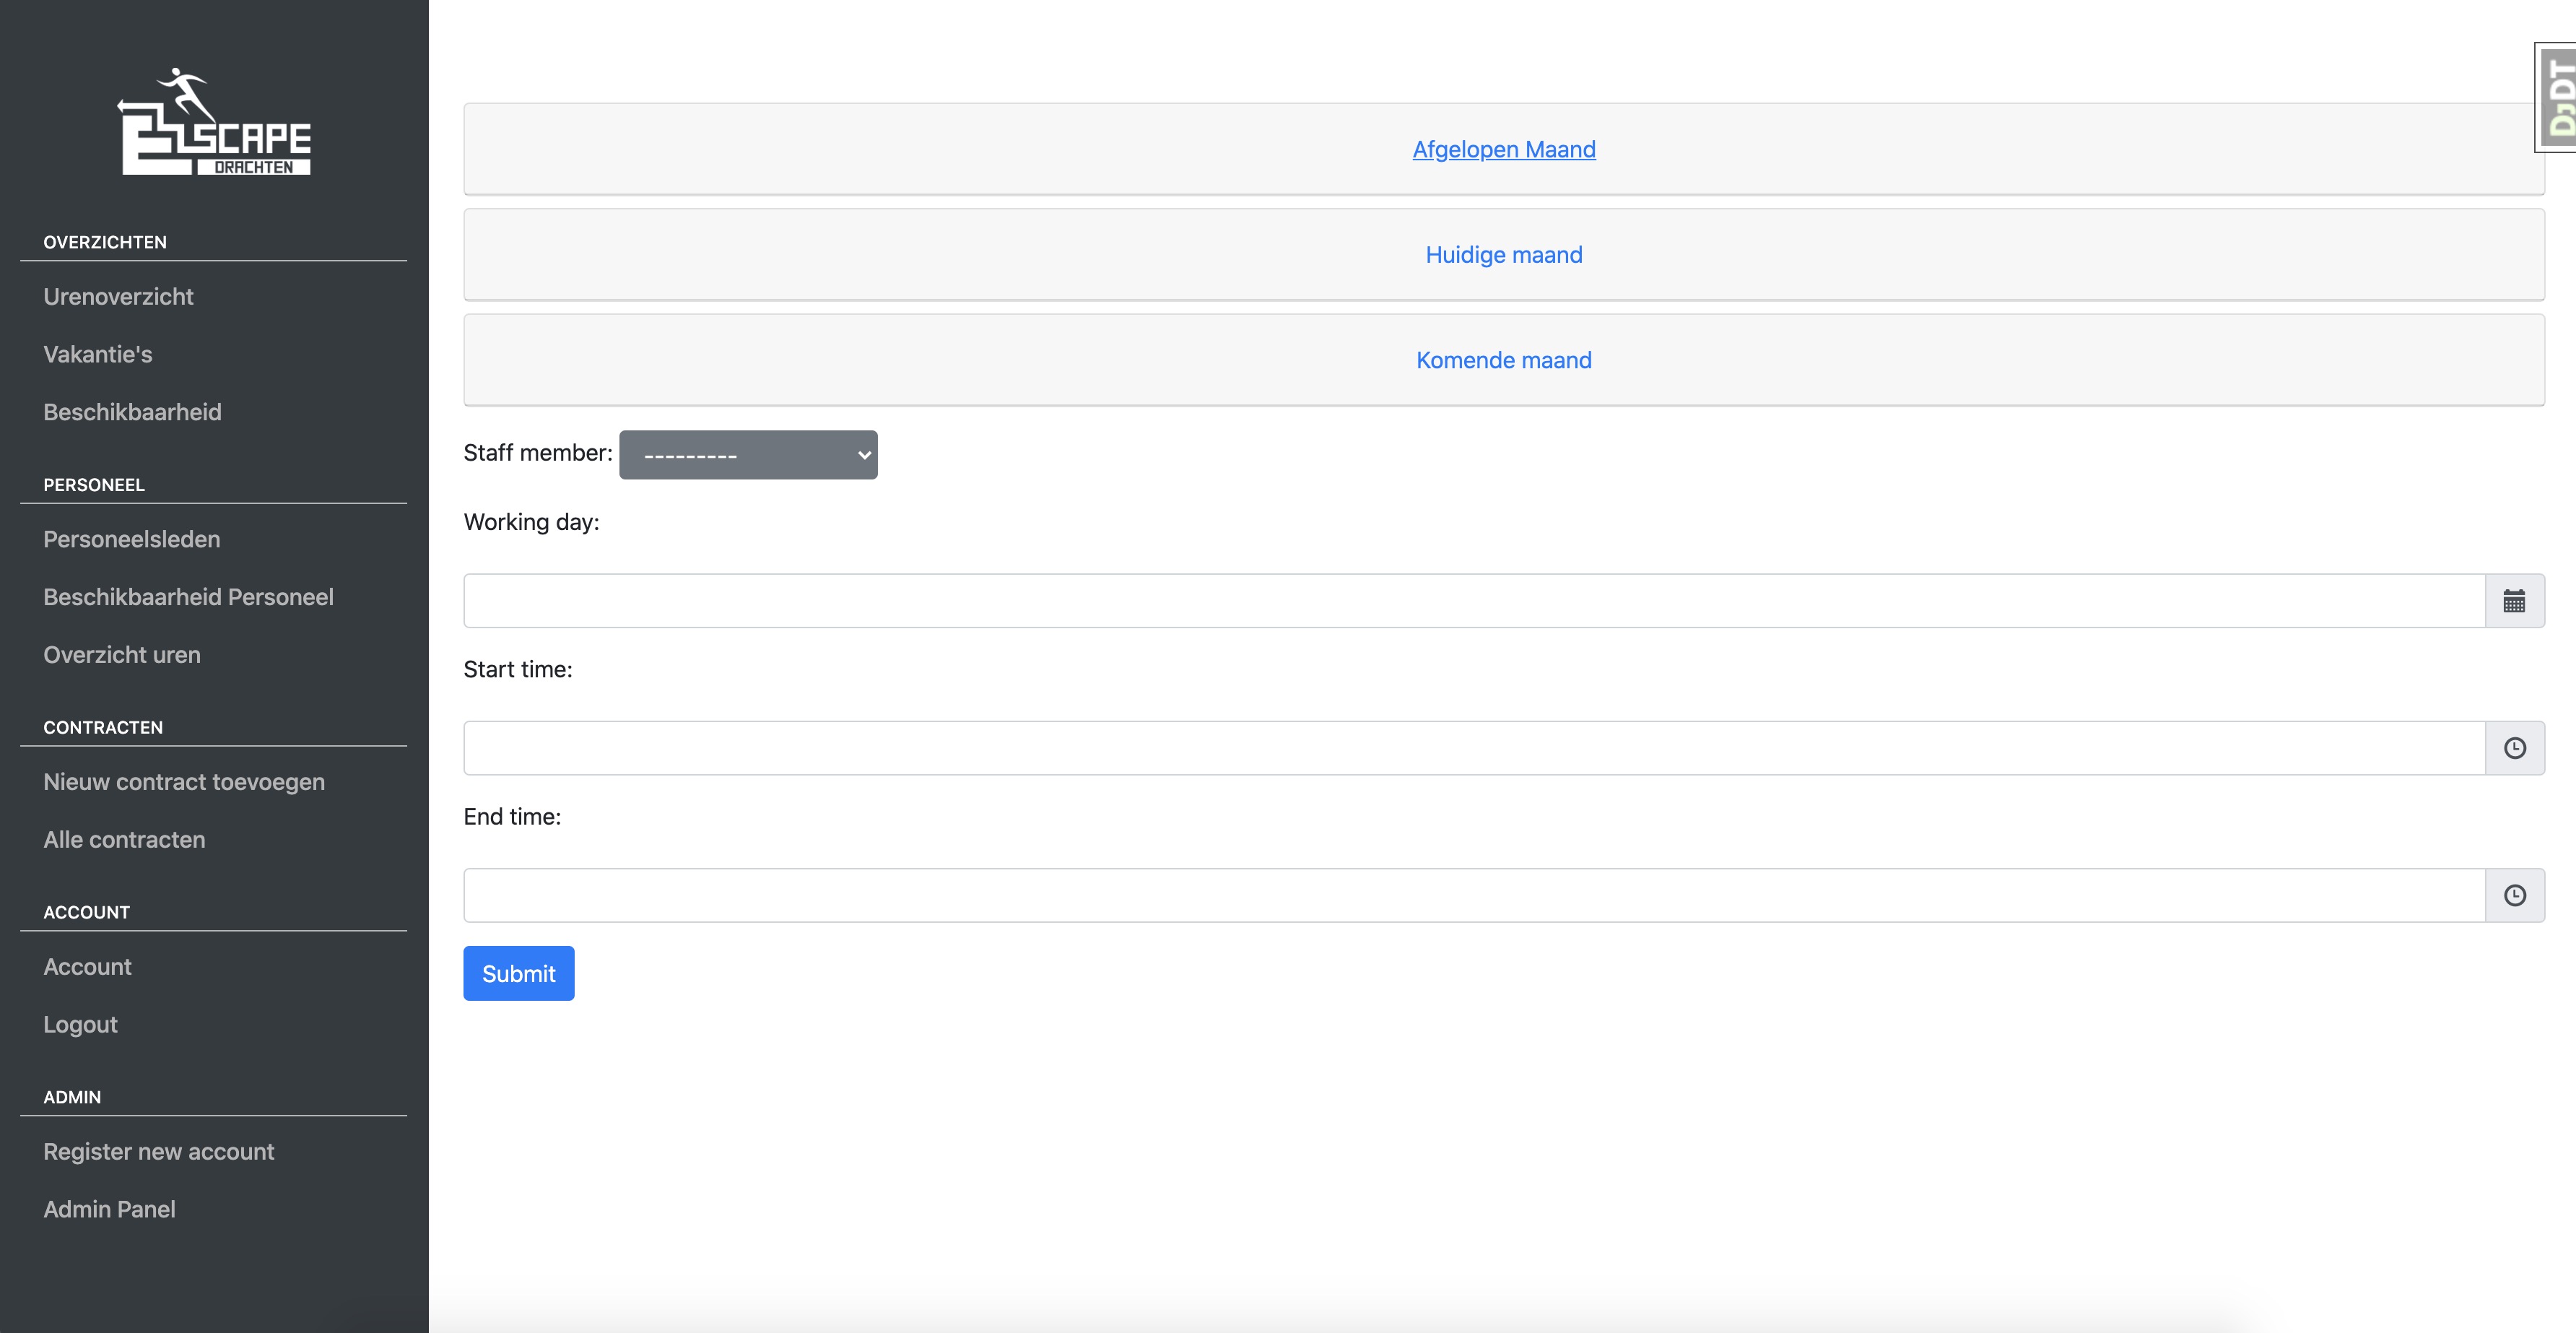 ELSCAPE
DRACHTEN
OVERZICHTEN
Urenoverzicht
Vakantie's
Beschikbaarheid
PERSONEEL
Personeelsleden
Beschikbaarheid Personeel
Overzicht uren
CONTRACTEN
Nieuw contract toevoegen
Alle contracten
ACCOUNT
Account
Logout
ADMIN
Register new account
Admin Panel
DJDT
Afgelopen Maand
Huidige maand
Komende maand
Staff member: ---------
Working day:
Start time:
End time:
Submit